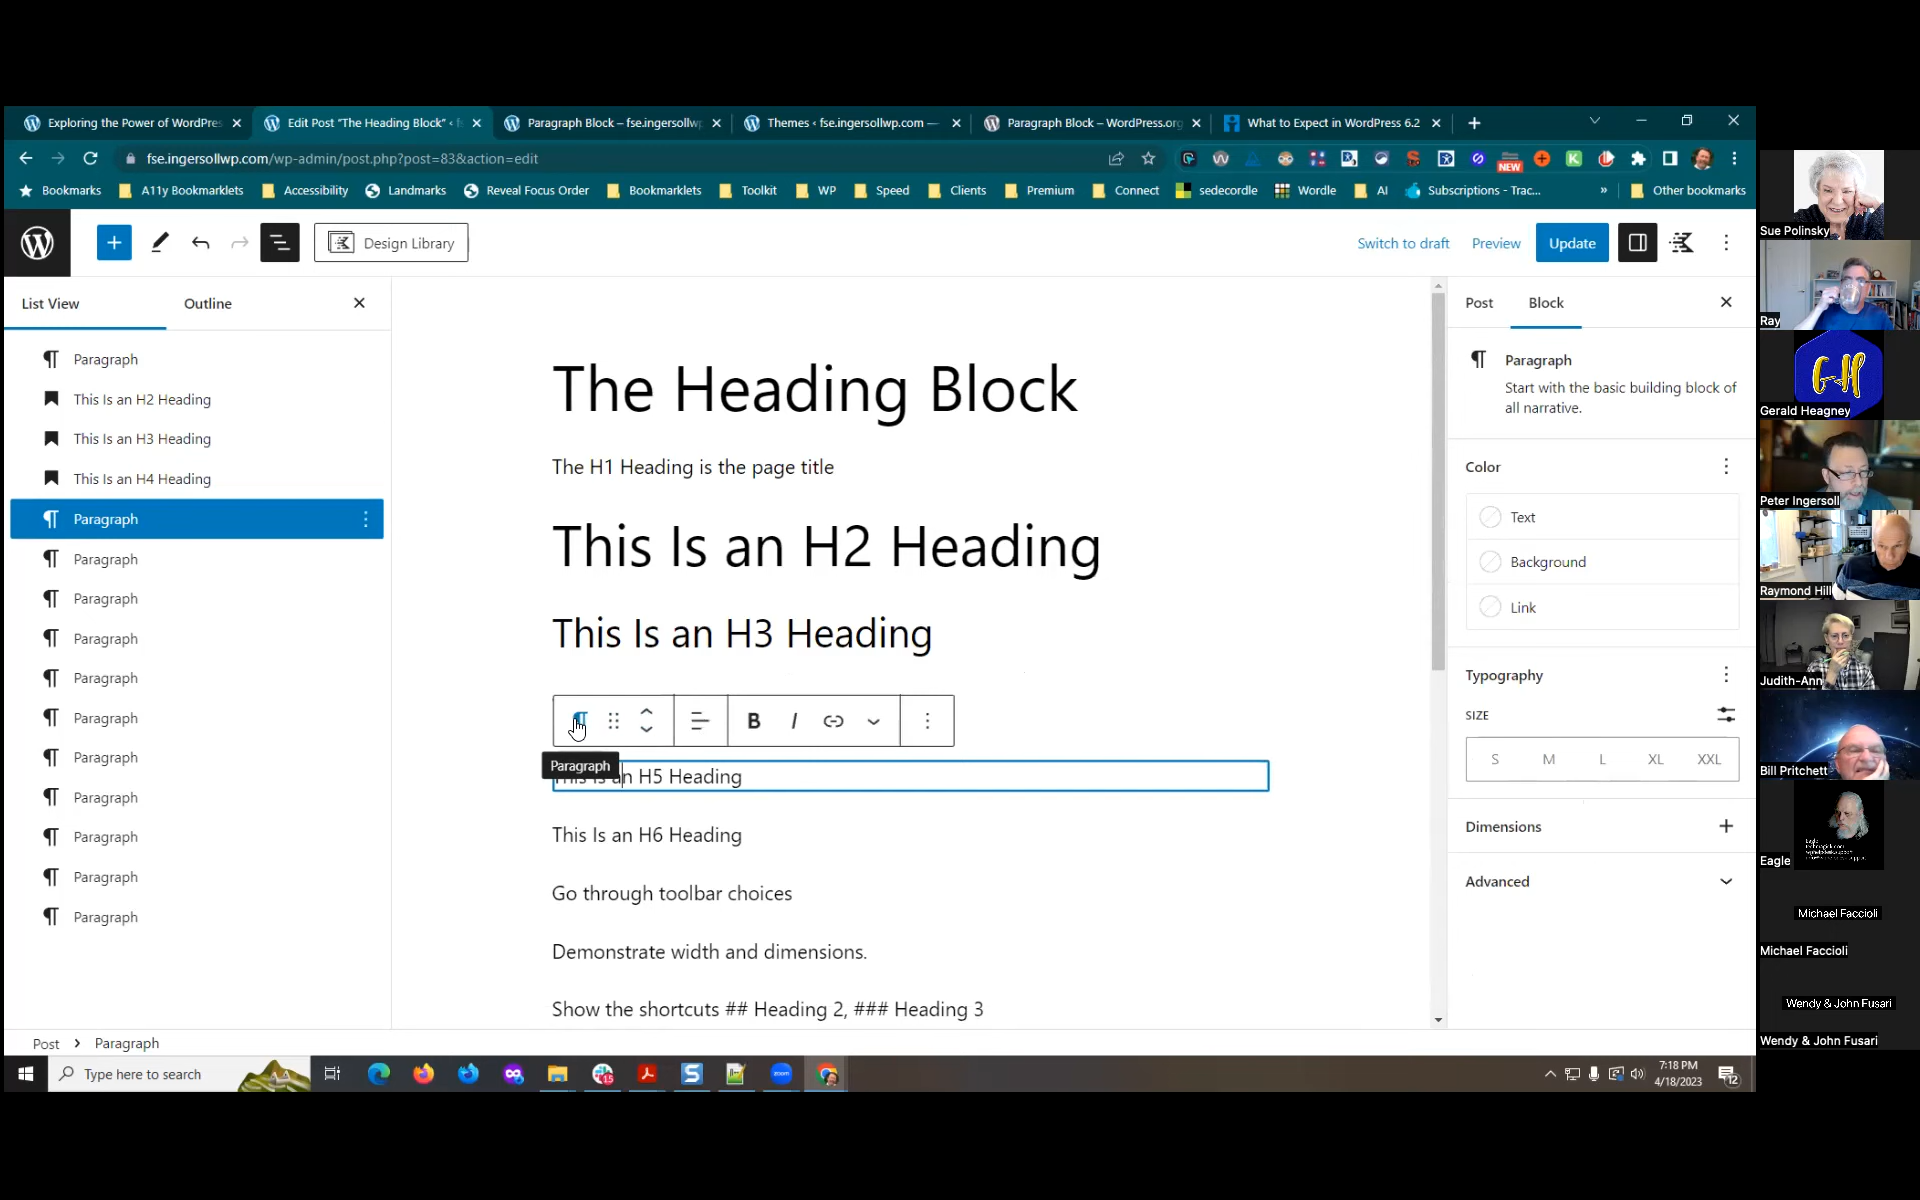 Exploring the Power of WordPres
Edit Post "The Heading Block" ‹ f
Paragraph Block – fse.ingersollwp
Themes ‹ fse.ingersollwp.com —
Paragraph Block – WordPress.org
What to Expect in WordPress 6.2
fse.ingersollwp.com/wp-admin/post.php?post=83&action=edit
NEW
Bookmarks
A11y Bookmarklets
Accessibility
Landmarks
Reveal Focus Order
Bookmarklets
Toolkit
WP
Speed
Clients
Premium
Connect
sedecordle
Wordle
AI
Subscriptions - Trac...
»
Other bookmarks
Design Library
Switch to draft
Preview
Update
List View
Outline
Paragraph
This Is an H2 Heading
This Is an H3 Heading
This Is an H4 Heading
Paragraph
Paragraph
Paragraph
Paragraph
Paragraph
Paragraph
Paragraph
Paragraph
Paragraph
Paragraph
Paragraph
The Heading Block
The H1 Heading is the page title
This Is an H2 Heading
This Is an H3 Heading
B I
Paragraph
This Is an H5 Heading
This Is an H6 Heading
Go through toolbar choices
Demonstrate width and dimensions.
Show the shortcuts ## Heading 2, ### Heading 3
Post
Block
Paragraph
Start with the basic building block of
all narrative.
Color
Text
Background
Link
Typography
SIZE
S M L XL XXL
Dimensions
Advanced
Post
Paragraph
Type here to search
15
zoom
7:18 PM
4/18/2023
12
Sue Polinsky
Ray
GH
Gerald Heagney
Peter Ingersoll
Raymond Hill
Judith-Ann
Bill Pritchett
Eagle
Michael Faccioli
Michael Faccioli
Wendy & John Fusari
Wendy & John Fusari